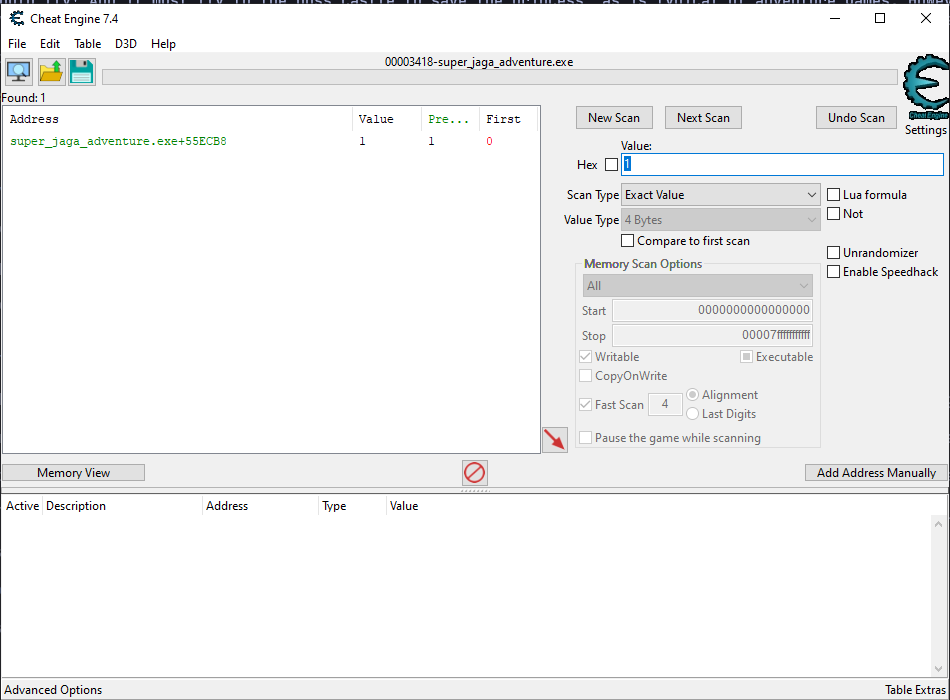 Cheat Engine 7.4
File Edit Table D3D Help
00003418-super_jaga_adventure.exe
Found: 1
Address Value Pre... First
super_jaga_adventure.exe+55ECB8 1 1 0
Cheat Engine
Settings
New Scan Next Scan Undo Scan
Value:
Hex 1
Scan Type Exact Value Lua formula
Value Type 4 Bytes Not
Compare to first scan
Unrandomizer
Memory Scan Options Enable Speedhack
All
Start 0000000000000000
Stop 00007fffffffffff
Writable Executable
CopyOnWrite
Fast Scan 4 Alignment
Last Digits
Pause the game while scanning
Memory View Add Address Manually
Active Description Address Type Value
Advanced Options Table Extras